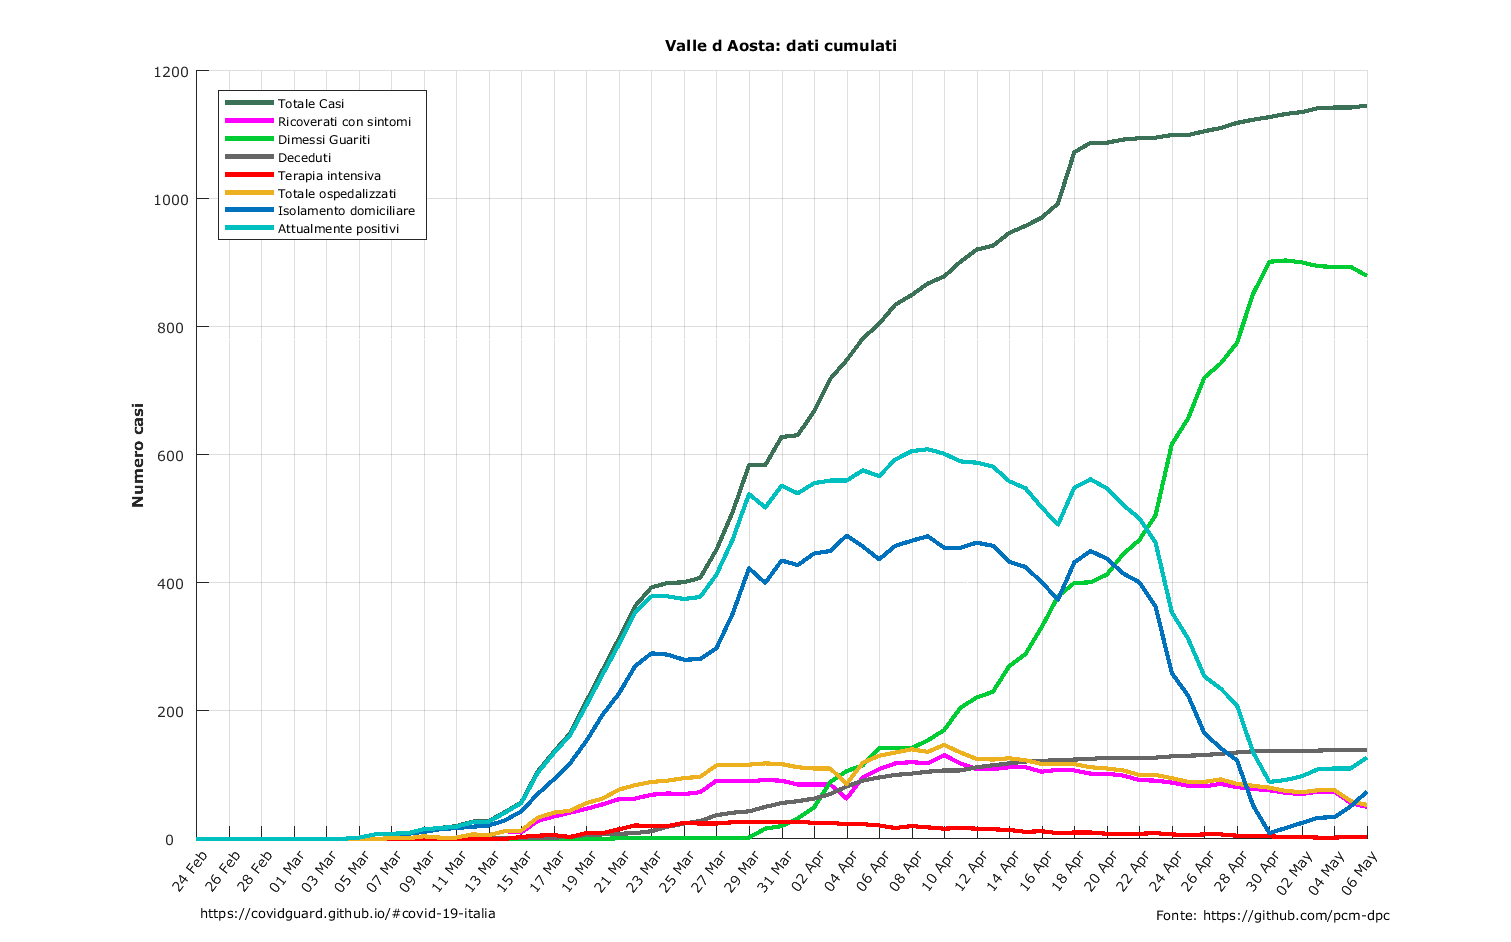 Valle d Aosta: dati cumulati
1200
1000
800
600
400
200
0
Numero casi
Totale Casi
Ricoverati con sintomi
Dimessi Guariti
Deceduti
Terapia intensiva
Totale ospedalizzati
Isolamento domiciliare
Attualmente positivi
24 Feb
26 Feb
28 Feb
01 Mar
03 Mar
05 Mar
07 Mar
09 Mar
11 Mar
13 Mar
15 Mar
17 Mar
19 Mar
21 Mar
23 Mar
25 Mar
27 Mar
29 Mar
31 Mar
02 Apr
04 Apr
06 Apr
08 Apr
10 Apr
12 Apr
14 Apr
16 Apr
18 Apr
20 Apr
22 Apr
24 Apr
26 Apr
28 Apr
30 Apr
02 May
04 May
06 May
https://covidguard.github.io/#covid-19-italia
Fonte: https://github.com/pcm-dpc